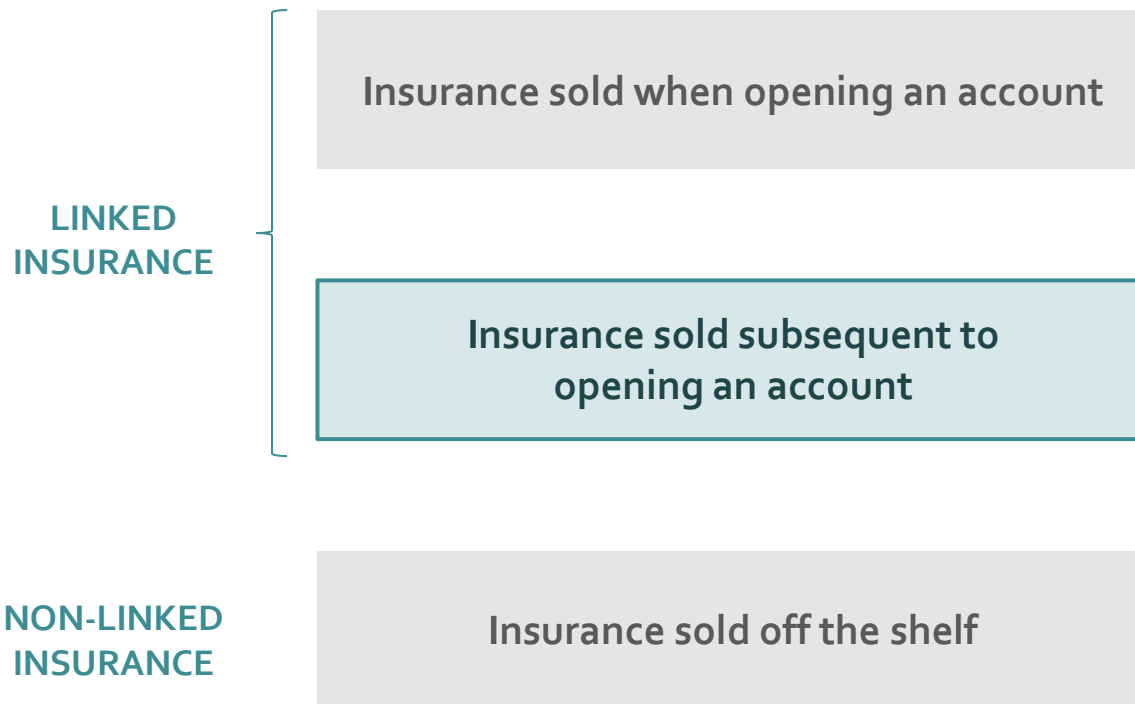 Insurance sold when opening an account
LINKED
INSURANCE
Insurance sold subsequent to
opening an account
NON-LINKED
INSURANCE
Insurance sold off the shelf